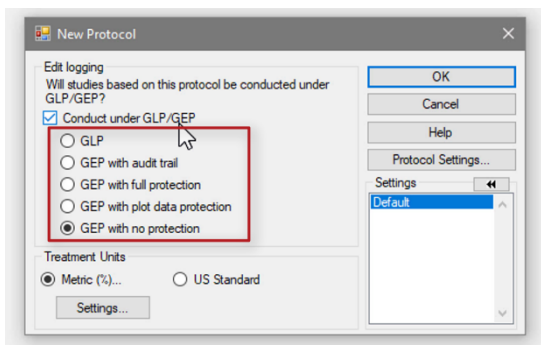 New Protocol
Edit logging
Will studies based on this protocol be conducted under
GLP/GEP?
Conduct under GLP/GEP
GLP
GEP with audit trail
GEP with full protection
GEP with plot data protection
GEP with no protection
Treatment Units
Metric (%)...
US Standard
Settings...
OK
Cancel
Help
Protocol Settings...
Settings
Default